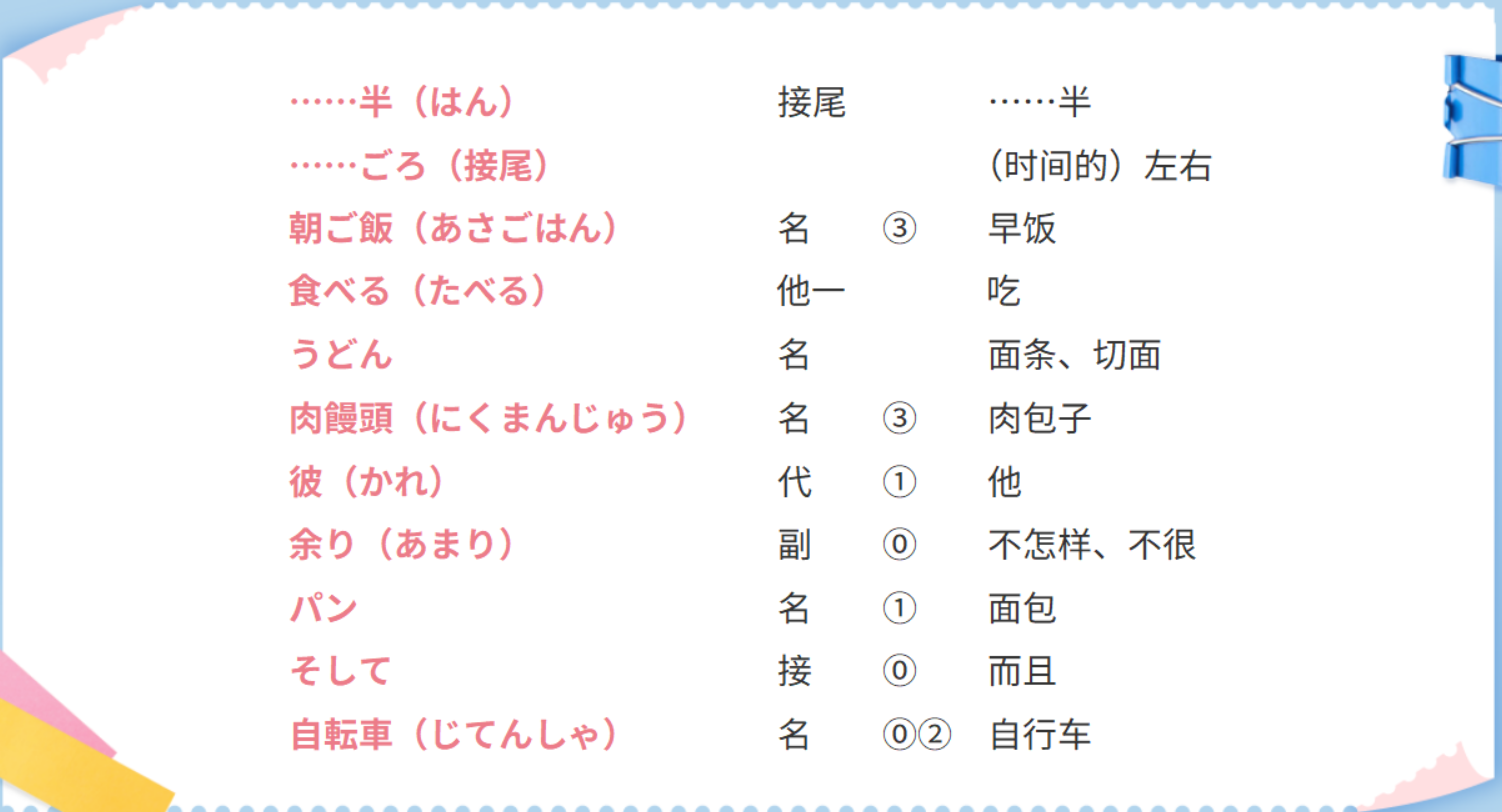 ……半（はん） 接尾 ……半
……ごろ（接尾） （时间的）左右
朝ご飯（あさごはん） 名 ③ 早饭
食べる（たべる） 他一 吃
うどん 名 面条、切面
肉饅頭（にくまんじゅう） 名 ③ 肉包子
彼（かれ） 代 ① 他
余り（あまり） 副 ⓪ 不怎样、不很
パン 名 ① 面包
そして 接 ⓪ 而且
自転車（じてんしゃ） 名 ⓪② 自行车